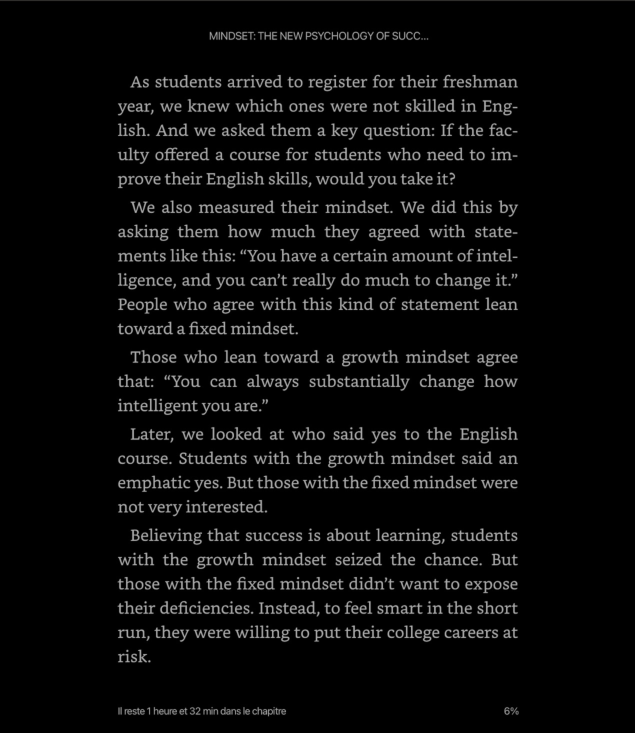 MINDSET: THE NEW PSYCHOLOGY OF SUCC...
As students arrived to register for their freshman
year, we knew which ones were not skilled in Eng-
lish. And we asked them a key question: If the fac-
ulty offered a course for students who need to im-
prove their English skills, would you take it?
We also measured their mindset. We did this by
asking them how much they agreed with state-
ments like this: “You have a certain amount of intel-
ligence, and you can’t really do much to change it.”
People who agree with this kind of statement lean
toward a fixed mindset.
Those who lean toward a growth mindset agree
that: “You can always substantially change how
intelligent you are.”
Later, we looked at who said yes to the English
course. Students with the growth mindset said an
emphatic yes. But those with the fixed mindset were
not very interested.
Believing that success is about learning, students
with the growth mindset seized the chance. But
those with the fixed mindset didn’t want to expose
their deficiencies. Instead, to feel smart in the short
run, they were willing to put their college careers at
risk.
Il reste 1 heure et 32 min dans le chapitre
6%